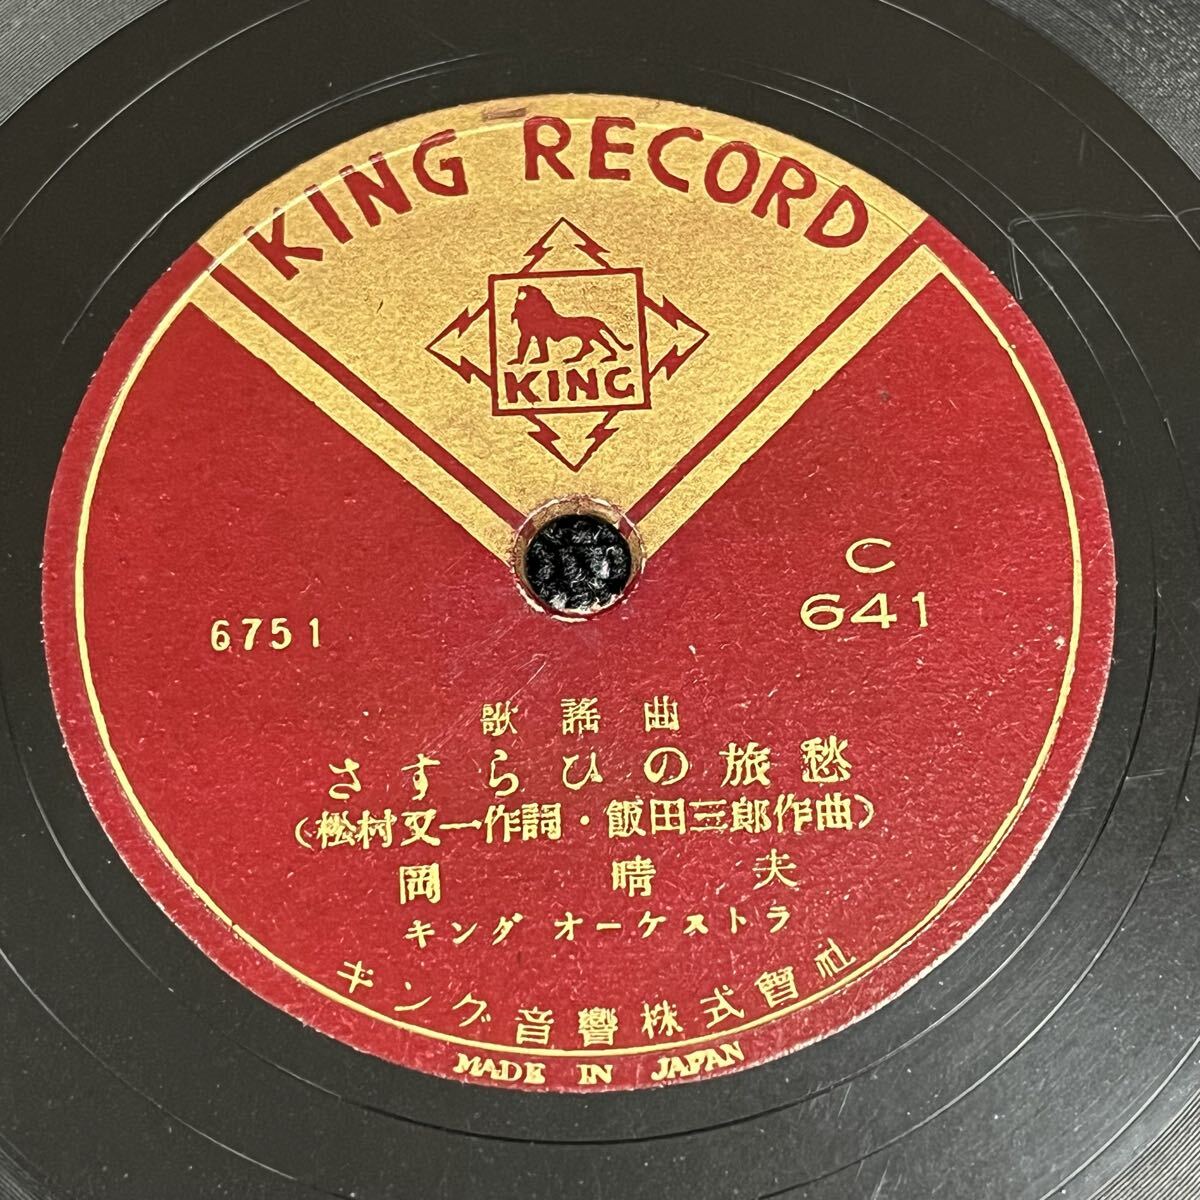 KING RECORD
KING
C
641
6751
歌謠曲
さすらひの旅愁
(松村又一作詞・飯田三郎作曲)
岡晴夫
キング オーケストラ
キング音響株式會社
MADE IN JAPAN